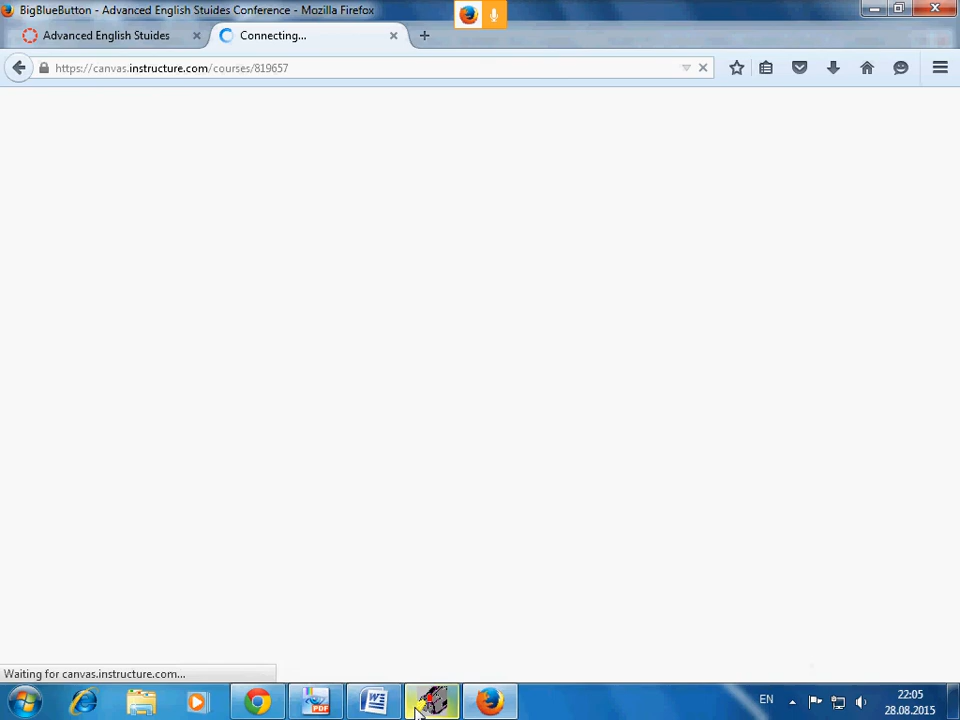 BigBlueButton - Advanced English Stuides Conference - Mozilla Firefox
Advanced English Stuides
Connecting...
https://canvas.instructure.com/courses/819657
Waiting for canvas.instructure.com...
PDF
EN
22:05
28.08.2015